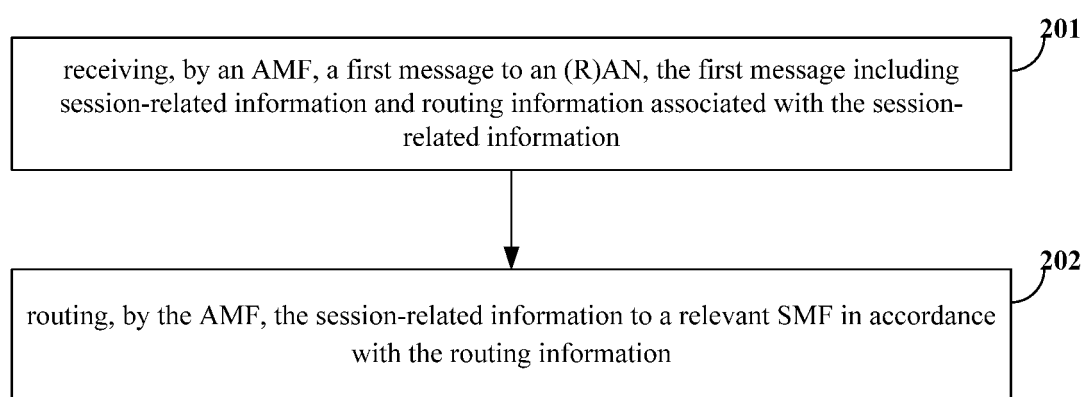 201
receiving, by an AMF, a first message to an (R)AN, the first message including
session-related information and routing information associated with the session-
related information
202
routing, by the AMF, the session-related information to a relevant SMF in accordance
with the routing information